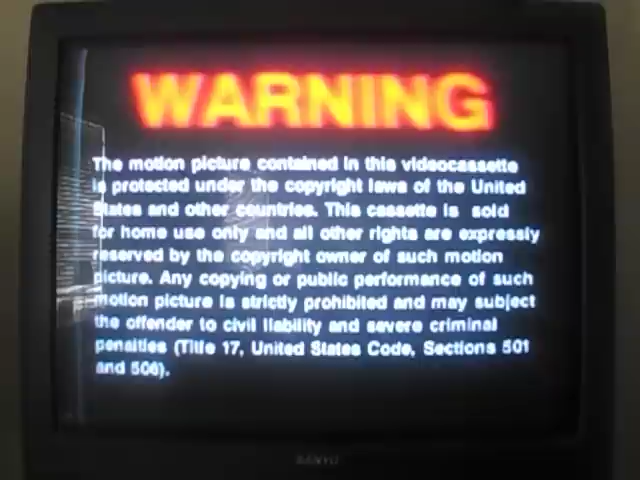 WARNING
The motion picture contained in this videocassette
is protected under the copyright laws of the United
States and other countries. This cassette is sold
for home use only and all other rights are expressly
reserved by the copyright owner of such motion
picture. Any copying or public performance of such
motion picture is strictly prohibited and may subject
the offender to civil liability and severe criminal
penalties (Title 17, United States Code, Sections 501
and 506).
SANYO